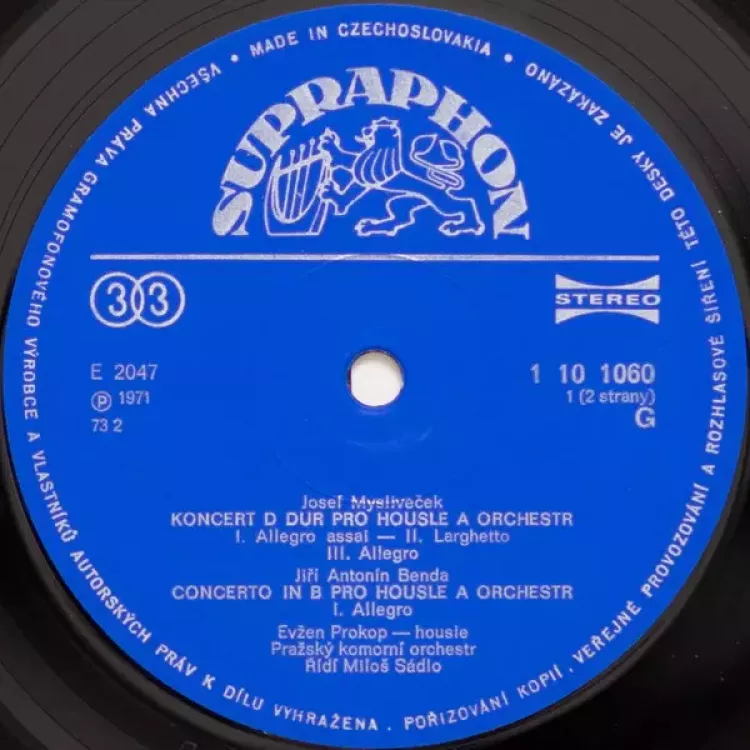 VŠECHNA PRÁVA GRAMOFONOVÉHO VÝROBCE A VLASTNÍKŮ AUTORSKÝCH PRÁV K DÍLU VYHRAŽENA . POŘIZOVÁNÍ KOPIÍ , VEŘEJNÉ PROVOZOVÁNÍ A ROZHLASOVÉ ŠÍŘENÍ TÉTO DESKY JE ZAKÁZÁNO • MADE IN CZECHOSLOVAKIA •
SUPRAPHON
33
STEREO
E 2047
1 10 1060
℗ 1971
1 (2 strany)
73 2
G
Josef Mysliveček
KONCERT D DUR PRO HOUSLE A ORCHESTR
I. Allegro assai — II. Larghetto
III. Allegro
Jiří Antonín Benda
CONCERTO IN B PRO HOUSLE A ORCHESTR
I. Allegro
Evžen Prokop — housle
Pražský komorní orchestr
Řídí Miloš Sádlo